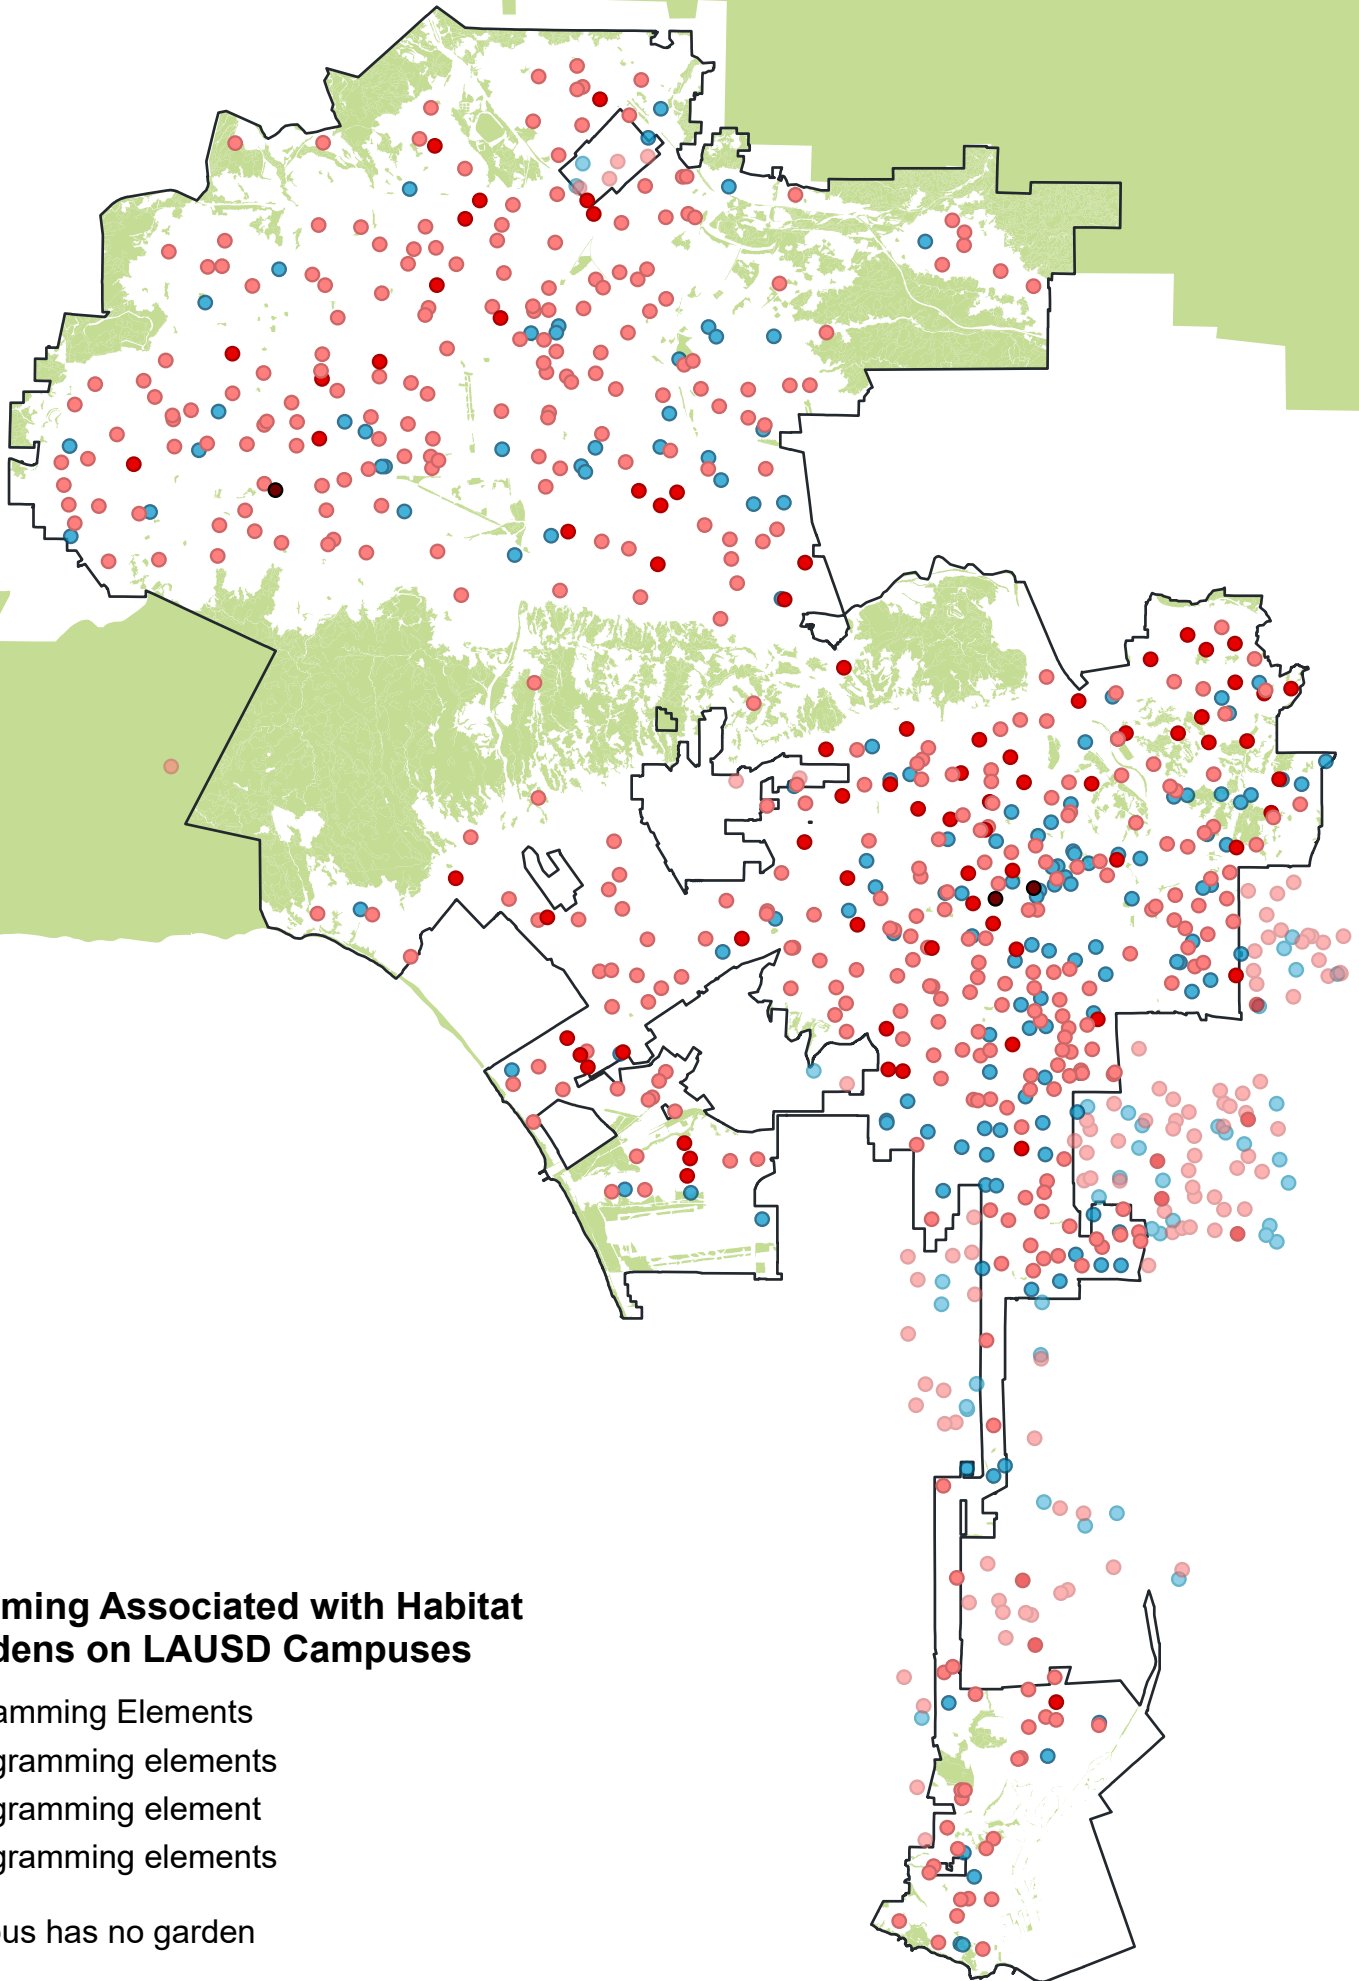 ming Associated with Habitat
dens on LAUSD Campuses
amming Elements
gramming elements
gramming element
gramming elements
ous has no garden